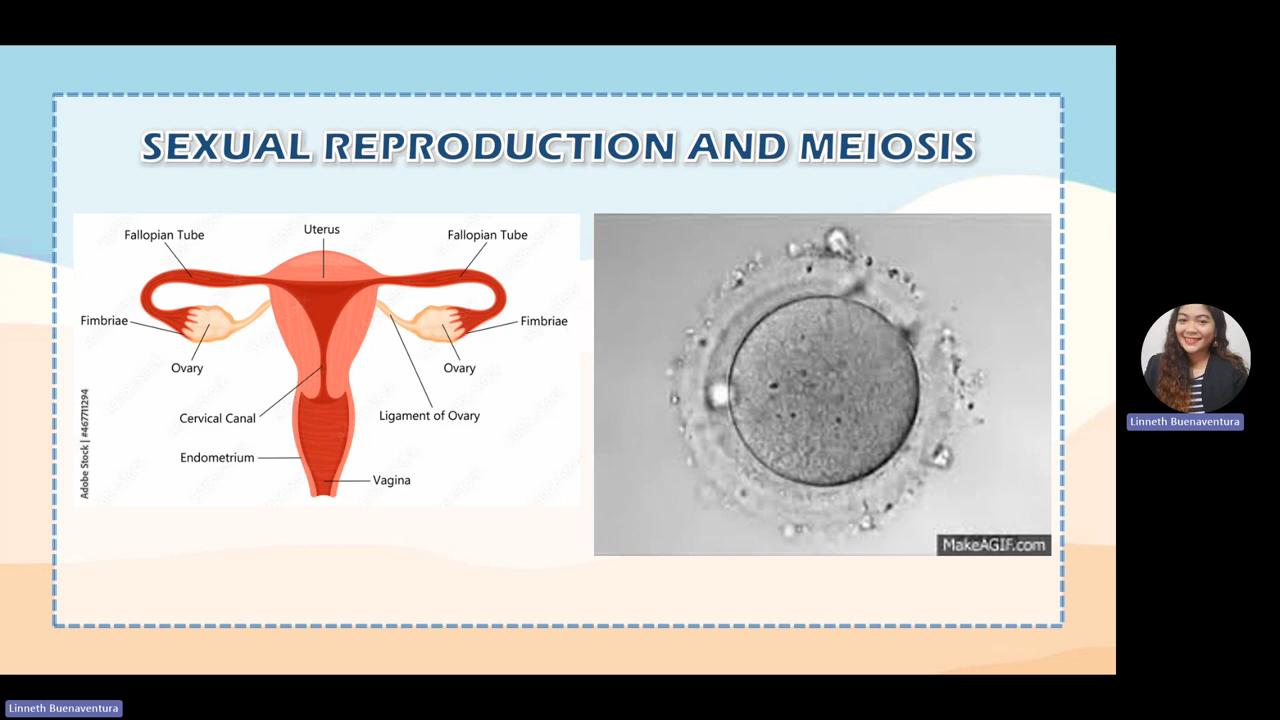 SEXUAL REPRODUCTION AND MEIOSIS
Fallopian Tube
Uterus
Fallopian Tube
Fimbriae
Fimbriae
Ovary
Ovary
Cervical Canal
Ligament of Ovary
Endometrium
Vagina
Adobe Stock | #467711294
MakeAGIF.com
Linneth Buenaventura
Linneth Buenaventura